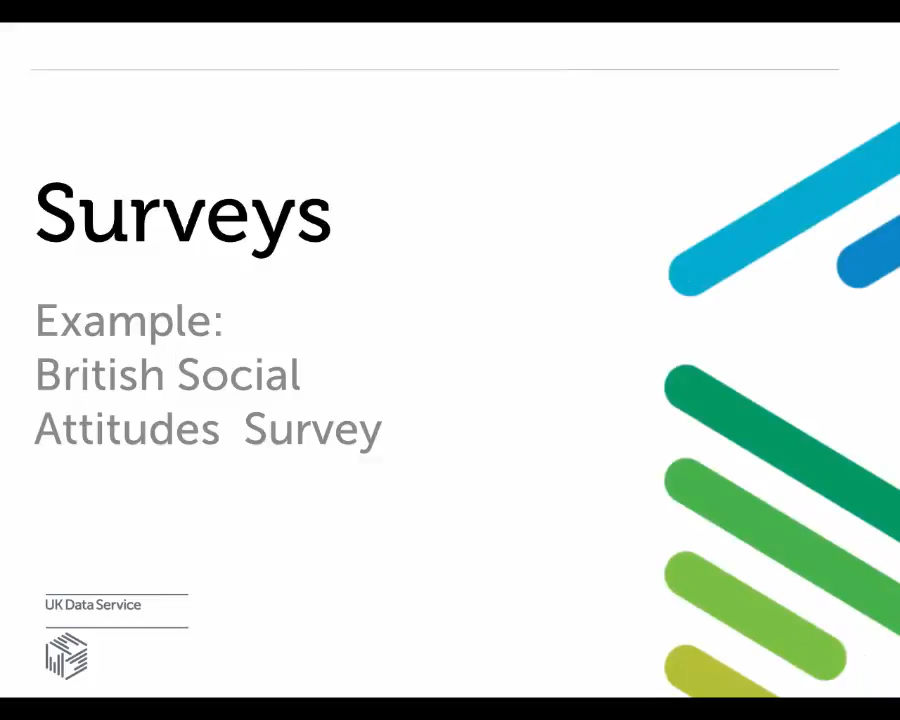 Surveys
Example:
British Social
Attitudes Survey
UK Data Service